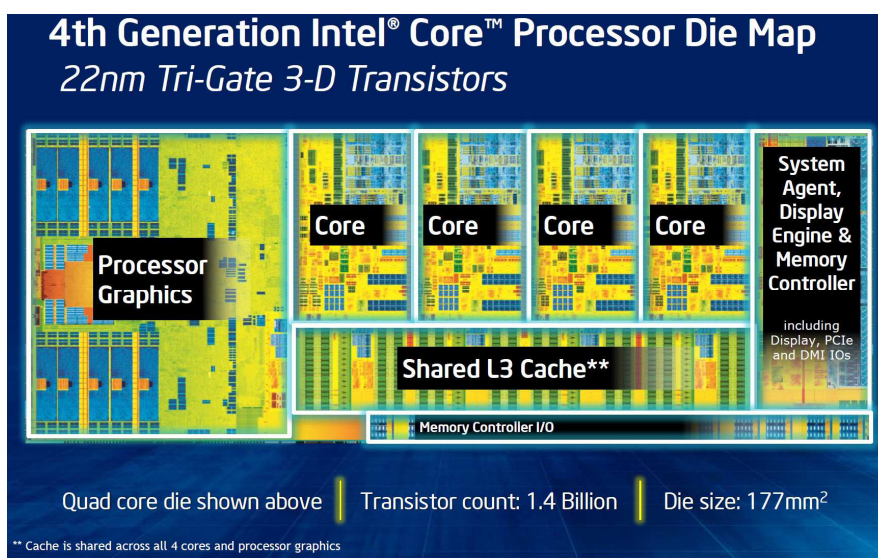 4th Generation Intel® Core™ Processor Die Map
22nm Tri-Gate 3-D Transistors
Processor
Graphics
Core
Core
Core
Core
System
Agent,
Display
Engine &
Memory
Controller
including
Display, PCIe
and DMI IOs
Shared L3 Cache**
Memory Controller I/O
Quad core die shown above
Transistor count: 1.4 Billion
Die size: 177mm²
** Cache is shared across all 4 cores and processor graphics